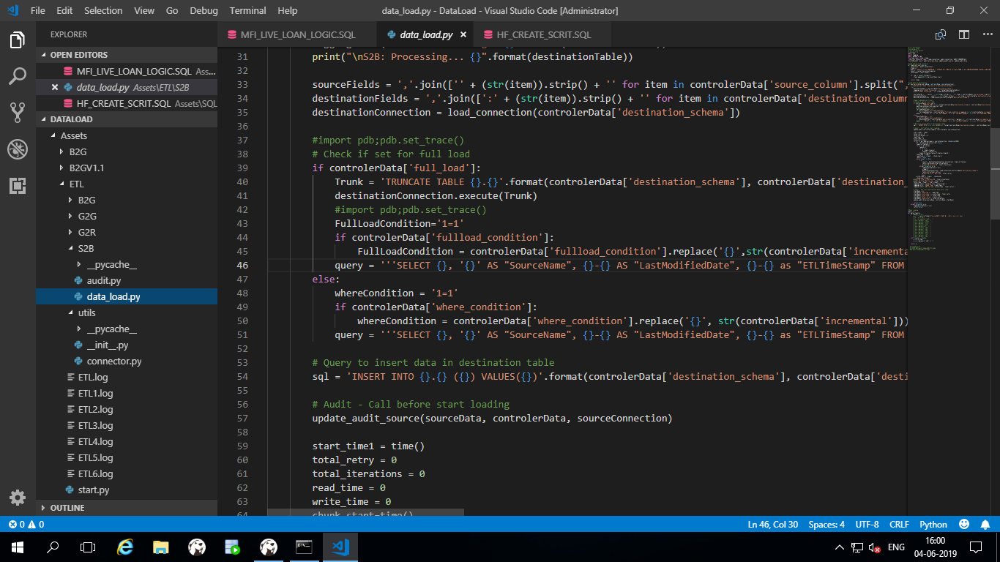 File Edit Selection View Go Debug Terminal Help
data_load.py - DataLoad - Visual Studio Code [Administrator]
EXPLORER
OPEN EDITORS
MFI_LIVE_LOAN_LOGIC.SQL Ass...
data_load.py Assets\ETL\S2B
HF_CREATE_SCRIT.SQL Assets\SQL
DATALOAD
Assets
B2G
B2GV1.1
ETL
B2G
G2G
G2R
S2B
__pycache__
audit.py
data_load.py
utils
__pycache__
__init__.py
connector.py
ETL.log
ETL1.log
ETL2.log
ETL3.log
ETL4.log
ETL5.log
ETL6.log
start.py
OUTLINE
MFI_LIVE_LOAN_LOGIC.SQL data_load.py HF_CREATE_SCRIT.SQL
31 print("\nS2B: Processing... {}".format(destinationTable))
32
33 sourceFields = ','.join(['' + (str(item)).strip() + '' for item in controlerData['source_column'].split(",
34 destinationFields = ','.join([':' + (str(item)).strip() + '' for item in controlerData['destination_colum
35 destinationConnection = load_connection(controlerData['destination_schema'])
36
37 #import pdb;pdb.set_trace()
38 # Check if set for full load
39 if controlerData['full_load']:
40 Trunk = 'TRUNCATE TABLE {}.{}'.format(controlerData['destination_schema'], controlerData['destination_
41 destinationConnection.execute(Trunk)
42 #import pdb;pdb.set_trace()
43 FullLoadCondition='1=1'
44 if controlerData['fullload_condition']:
45 FullLoadCondition = controlerData['fullload_condition'].replace('{}',str(controlerData['incrementa
46 query = '''SELECT {}, '{}' AS "SourceName", {}-{} AS "LastModifiedDate", {}-{} as "ETLTimeStamp" FROM
47 else:
48 whereCondition = '1=1'
49 if controlerData['where_condition']:
50 whereCondition = controlerData['where_condition'].replace('{}', str(controlerData['incremental']))
51 query = '''SELECT {}, '{}' AS "SourceName", {}-{} AS "LastModifiedDate", {}-{} as "ETLTimeStamp" FROM
52
53 # Query to insert data in destination table
54 sql = 'INSERT INTO {}.{} ({}) VALUES({})'.format(controlerData['destination_schema'], controlerData['desti
55
56 # Audit - Call before start loading
57 update_audit_source(sourceData, controlerData, sourceConnection)
58
59 start_time1 = time()
60 total_retry = 0
61 total_iterations = 0
62 read_time = 0
63 write_time = 0
64 chunk_start=time()
0 0
Ln 46, Col 30 Spaces: 4 UTF-8 CRLF Python
ENG
16:00
04-06-2019